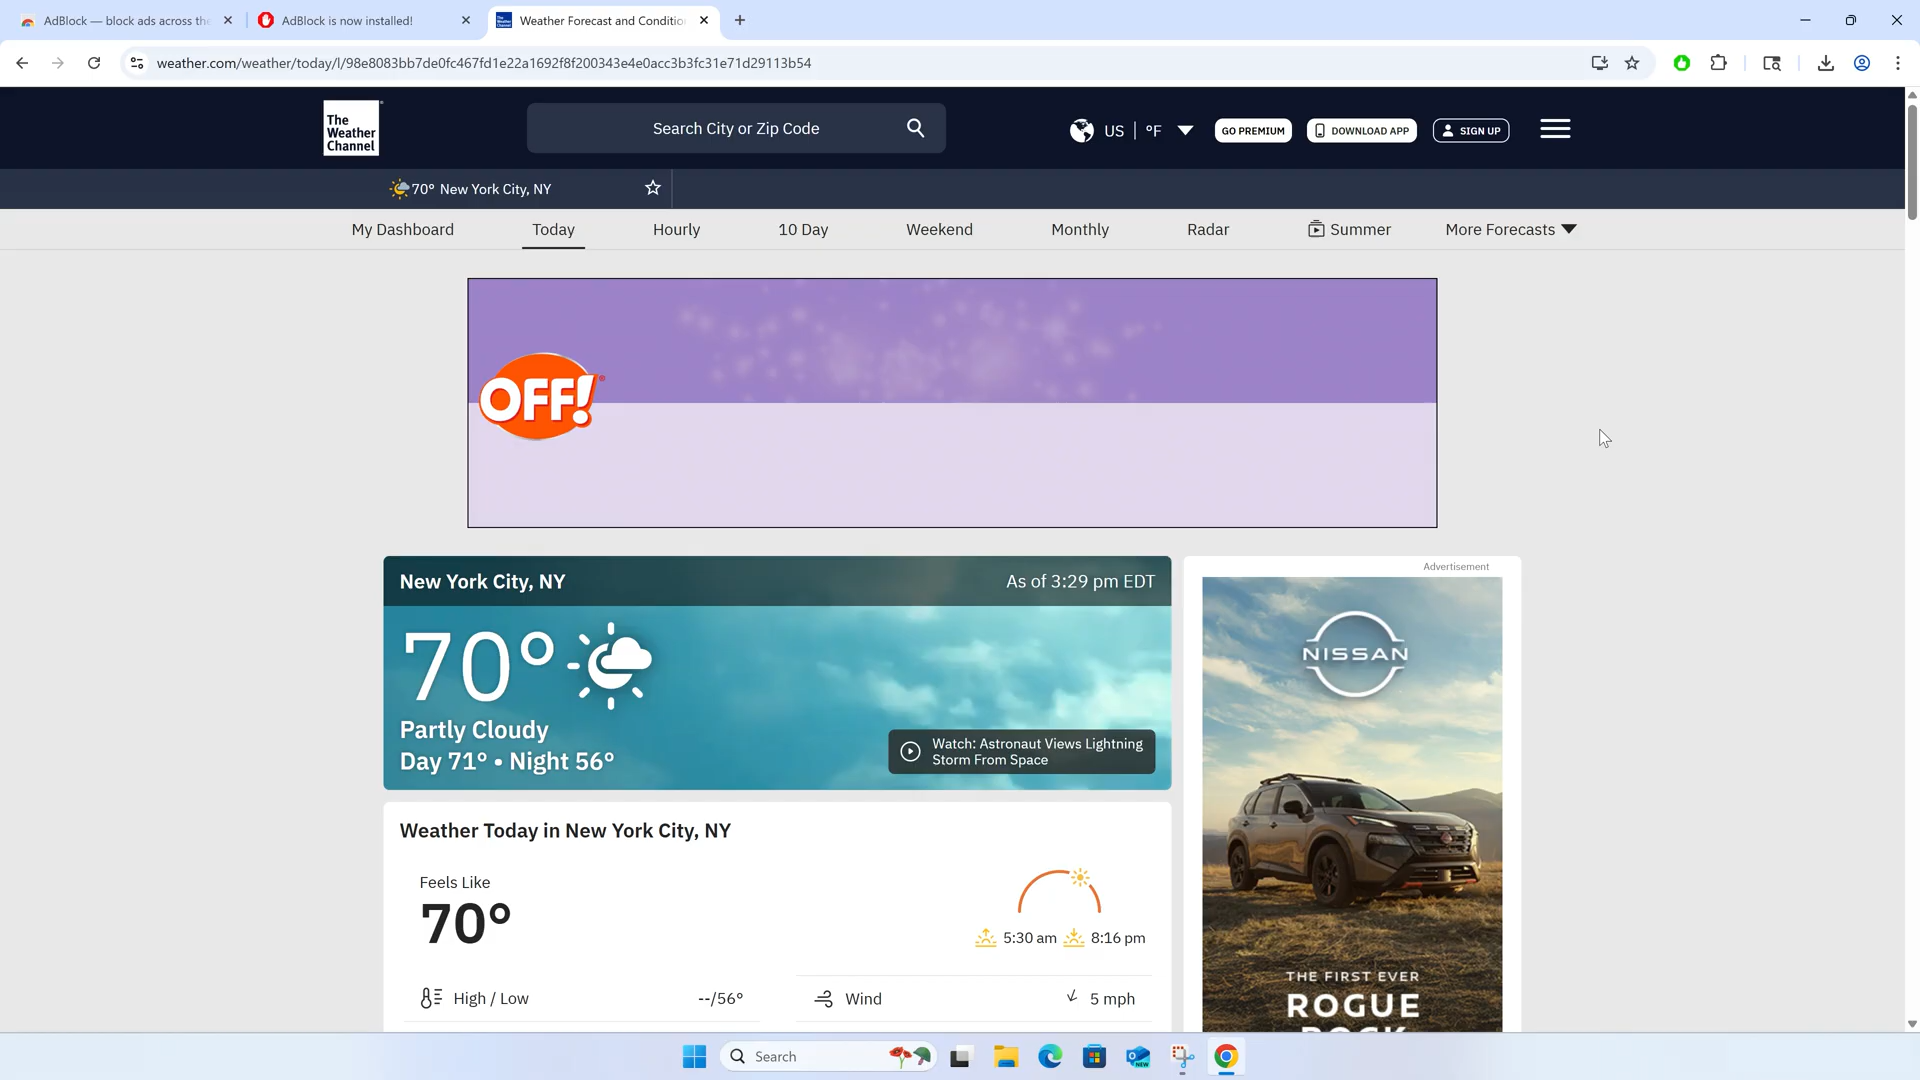 AdBlock — block ads across the
AdBlock is now installed!
Weather Forecast and Conditio
weather.com/weather/today/l/98e8083bb7de0fc467fd1e22a1692f8f200343e4e0acc3b3fc31e71d29113b54
The
Weather
Channel
Search City or Zip Code
US | °F
GO PREMIUM
DOWNLOAD APP
SIGN UP
70° New York City, NY
My Dashboard
Today
Hourly
10 Day
Weekend
Monthly
Radar
Summer
More Forecasts
OFF!
New York City, NY
As of 3:29 pm EDT
70°
Partly Cloudy
Day 71° • Night 56°
Watch: Astronaut Views Lightning
Storm From Space
Advertisement
NISSAN
THE FIRST EVER
ROGUE
ROCK
Weather Today in New York City, NY
Feels Like
70°
5:30 am
8:16 pm
High / Low
--/56°
Wind
5 mph
Search
NEW